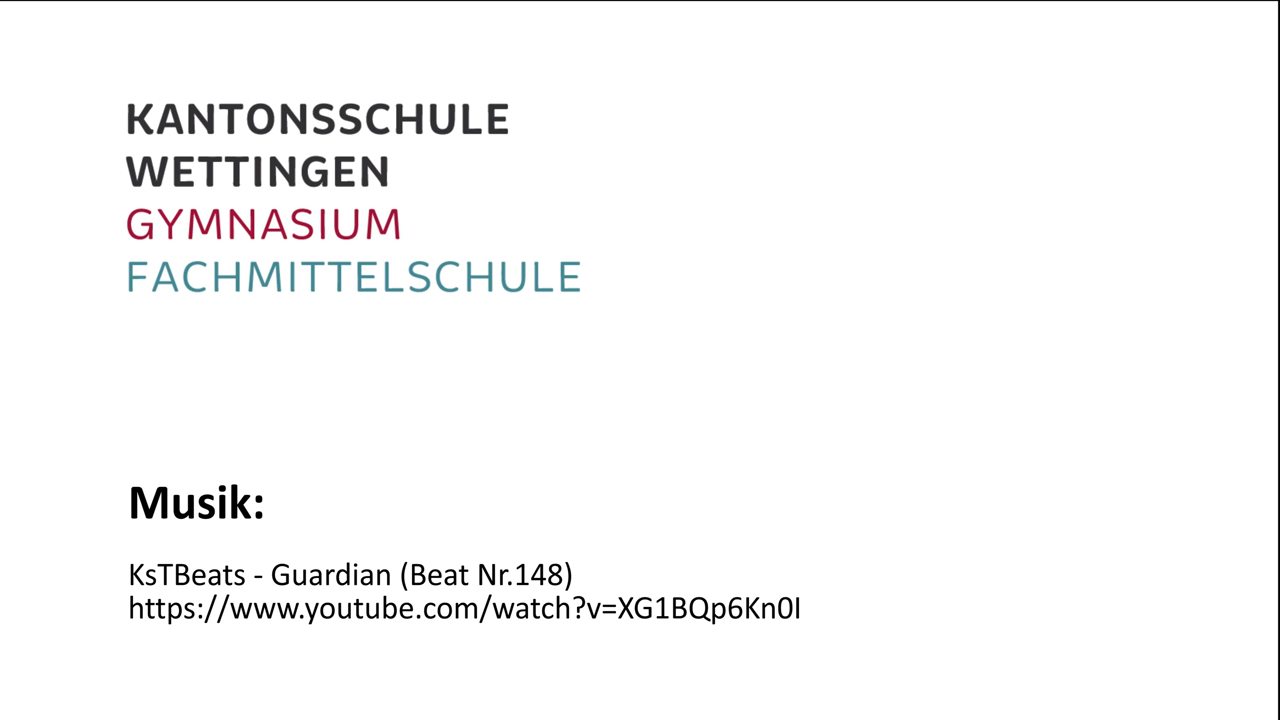 KANTONSSCHULE
WETTINGEN
GYMNASIUM
FACHMITTELSCHULE
Musik:
KsTBeats - Guardian (Beat Nr.148)
https://www.youtube.com/watch?v=XG1BQp6Kn0I